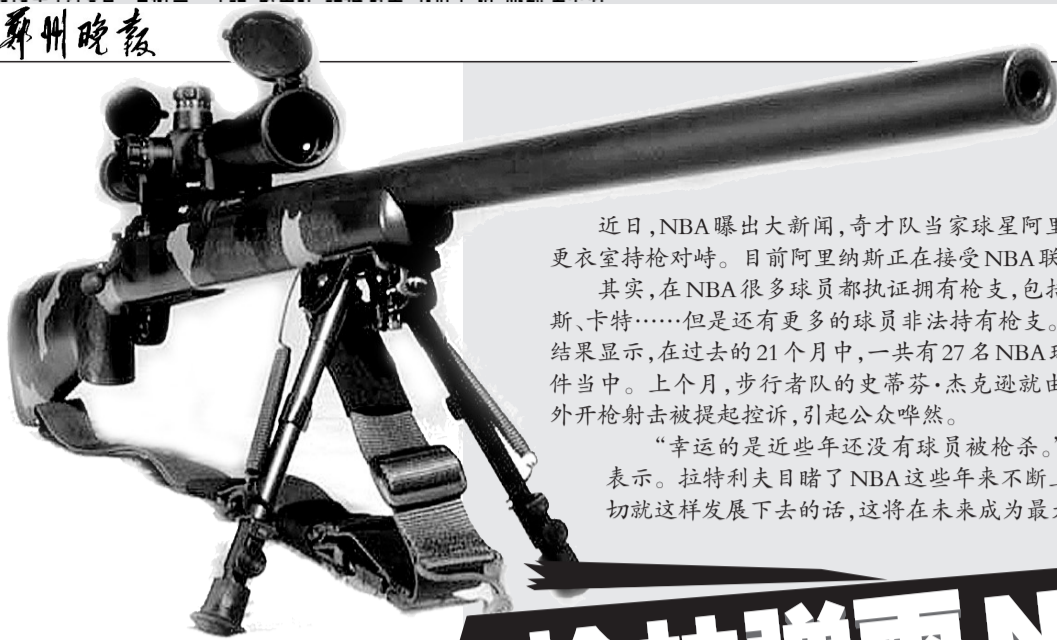 郑州晚报
近日,NBA曝出大新闻,奇才队当家球星阿里
更衣室持枪对峙。目前阿里纳斯正在接受NBA联
其实,在NBA很多球员都执证拥有枪支,包括
斯、卡特……但是还有更多的球员非法持有枪支。
结果显示,在过去的21个月中,一共有27名NBA球
件当中。上个月,步行者队的史蒂芬·杰克逊就由
外开枪射击被提起控诉,引起公众哗然。
“幸运的是近些年还没有球员被枪杀。”
表示。拉特利夫目睹了NBA这些年来不断上
切就这样发展下去的话,这将在未来成为最大
枪林弹雨N